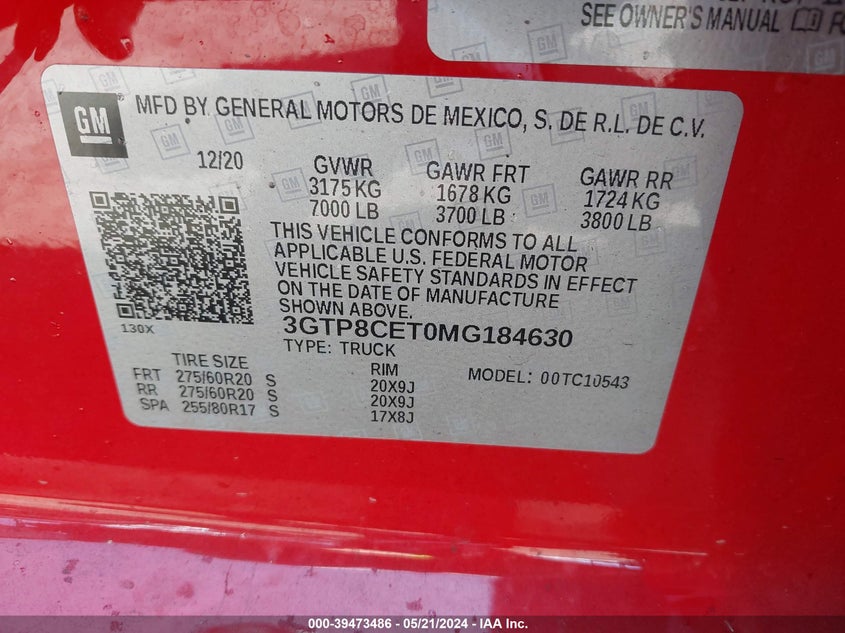 SEE OWNER'S MANUAL
GM
MFD BY GENERAL MOTORS DE MEXICO, S. DE R.L. DE C.V.
12/20 GVWR GAWR FRT GAWR RR
3175 KG 1678 KG 1724 KG
7000 LB 3700 LB 3800 LB
THIS VEHICLE CONFORMS TO ALL
APPLICABLE U.S. FEDERAL MOTOR
VEHICLE SAFETY STANDARDS IN EFFECT
ON THE DATE OF MANUFACTURE
SHOWN ABOVE.
3GTP8CET0MG184630
130X
TYPE: TRUCK
TIRE SIZE RIM MODEL: 00TC10543
FRT 275/60R20 S 20X9J
RR 275/60R20 S 20X9J
SPA 255/80R17 S 17X8J
000-39473486 - 05/21/2024 - IAA Inc.